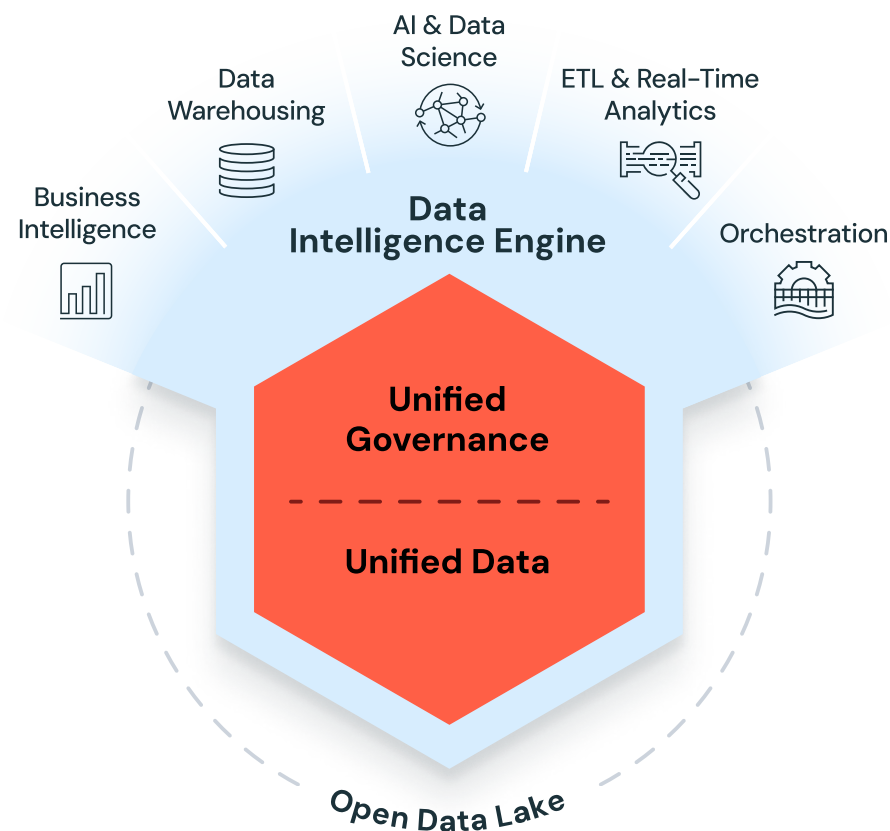 AI & Data
Science
Data
Warehousing
ETL & Real-Time
Analytics
Business
Intelligence
Orchestration
Data
Intelligence Engine
Unified
Governance
Unified Data
Open Data Lake